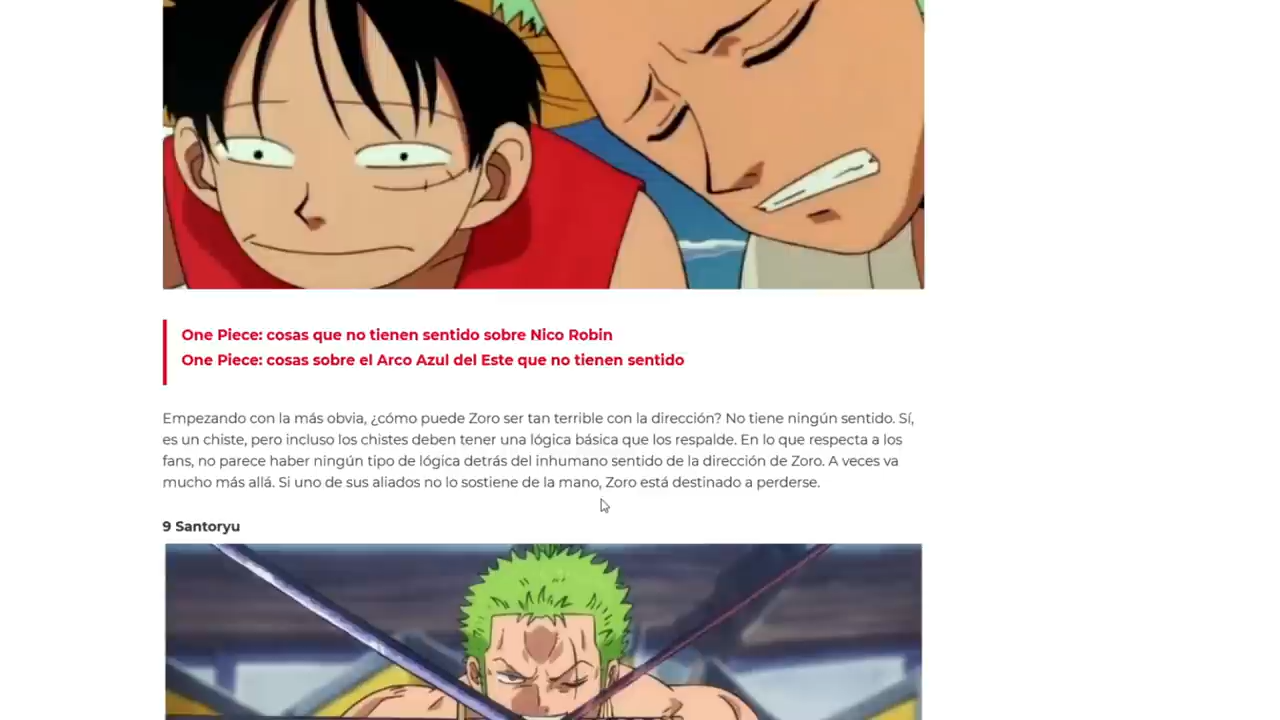 One Piece: cosas que no tienen sentido sobre Nico Robin
One Piece: cosas sobre el Arco Azul del Este que no tienen sentido
Empezando con la más obvia, ¿cómo puede Zoro ser tan terrible con la dirección? No tiene ningún sentido. Sí,
es un chiste, pero incluso los chistes deben tener una lógica básica que los respalde. En lo que respecta a los
fans, no parece haber ningún tipo de lógica detrás del inhumano sentido de la dirección de Zoro. A veces va
mucho más allá. Si uno de sus aliados no lo sostiene de la mano, Zoro está destinado a perderse.
9 Santoryu